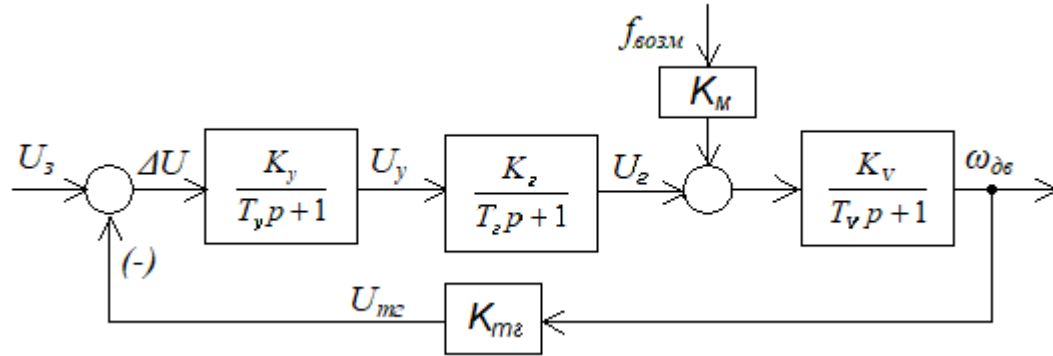 f_возм
K_м
U_з
ΔU
K_у
T_у p + 1
U_у
K_г
T_г p + 1
U_г
K_v
T_v p + 1
ω_дв
(-)
U_тг
K_тг